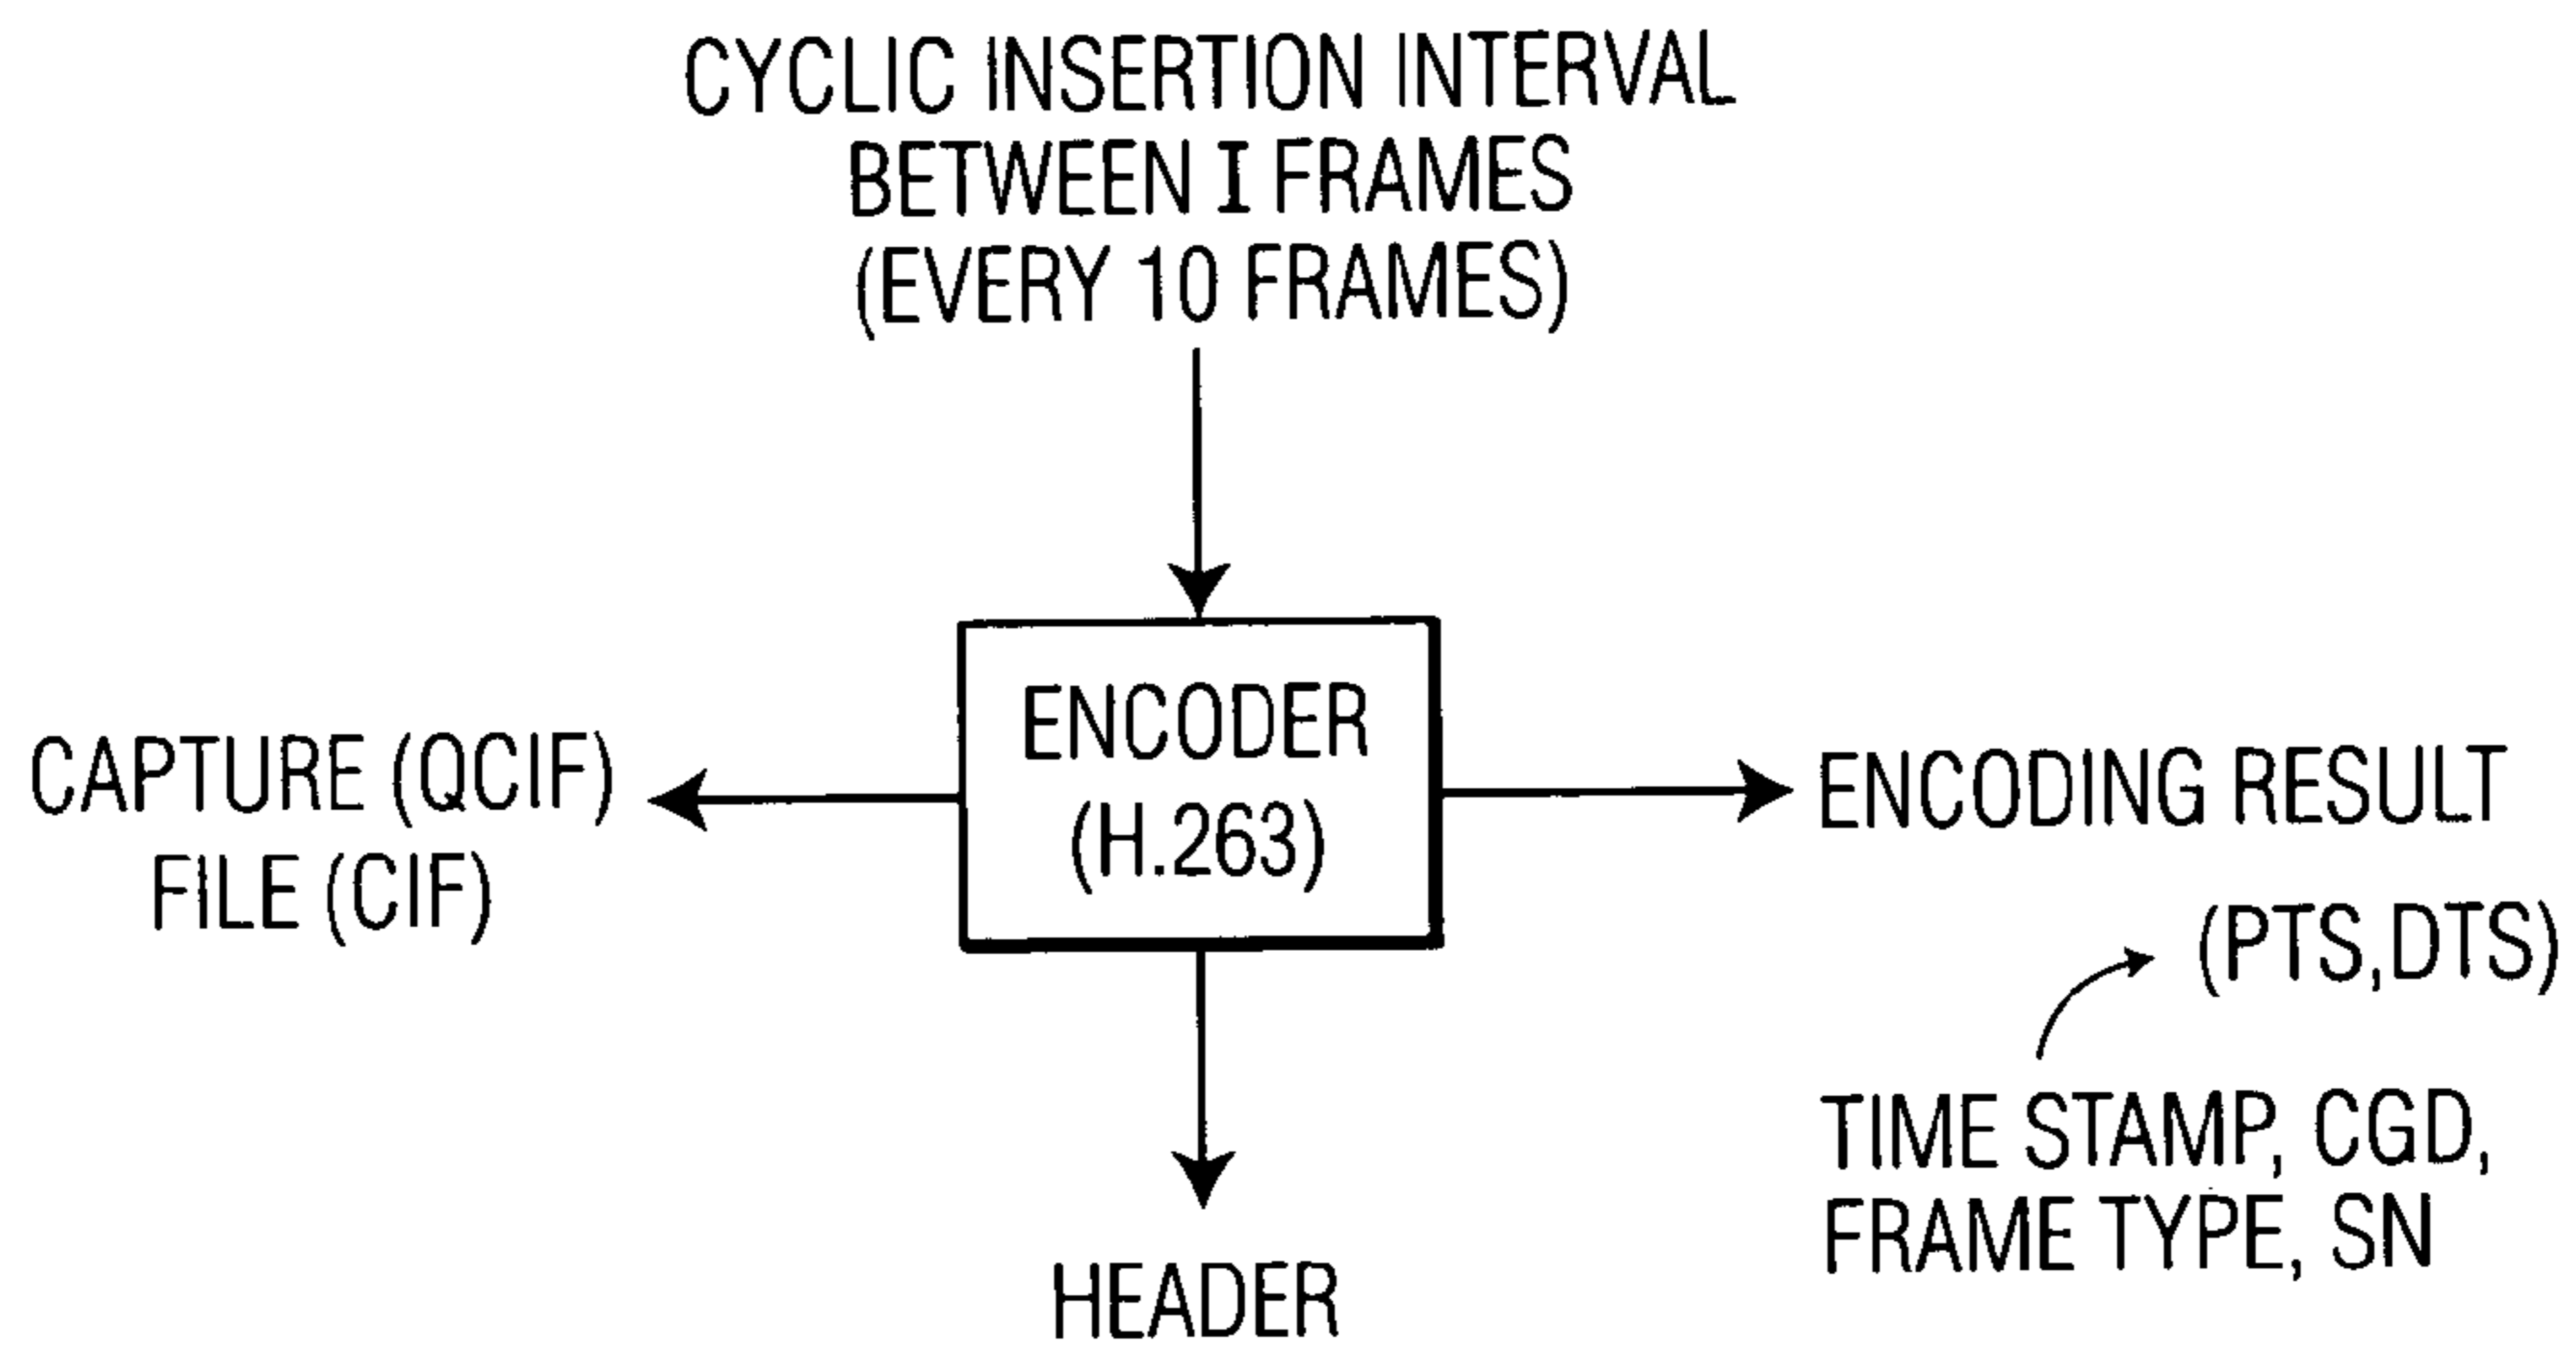 CYCLIC INSERTION INTERVAL
BETWEEN I FRAMES
(EVERY 10 FRAMES)
ENCODER
(H.263)
CAPTURE (QCIF)
FILE (CIF)
ENCODING RESULT
(PTS,DTS)
TIME STAMP, CGD,
FRAME TYPE, SN
HEADER